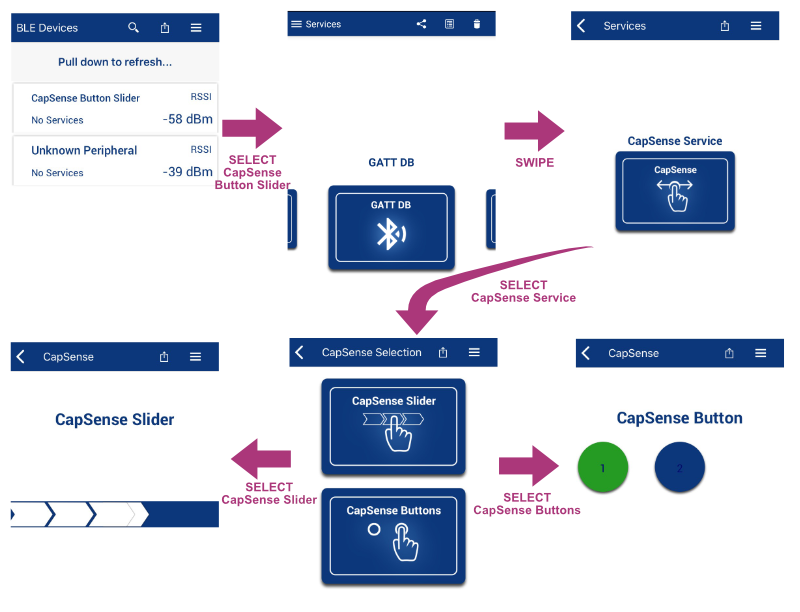 BLE Devices
Pull down to refresh...
CapSense Button Slider RSSI
No Services -58 dBm
Unknown Peripheral RSSI
No Services -39 dBm
SELECT
CapSense
Button Slider
Services
GATT DB
GATT DB
SWIPE
Services
CapSense Service
CapSense
SELECT
CapSense Service
CapSense
CapSense Slider
SELECT
CapSense Slider
CapSense Selection
CapSense Slider
CapSense Buttons
SELECT
CapSense Buttons
CapSense
CapSense Button
1 2